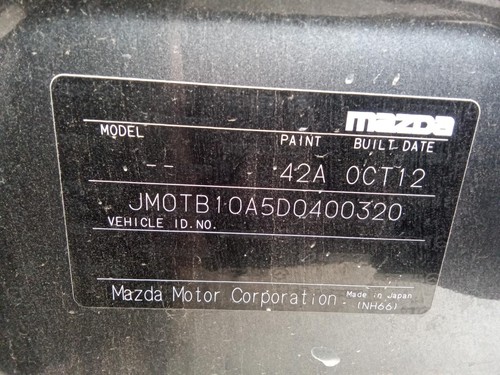 mazda
MODEL PAINT BUILT DATE
-- 42A OCT12
JM0TB10A5D0400320
VEHICLE ID.NO.
Mazda Motor Corporation Made in Japan
(NH66)